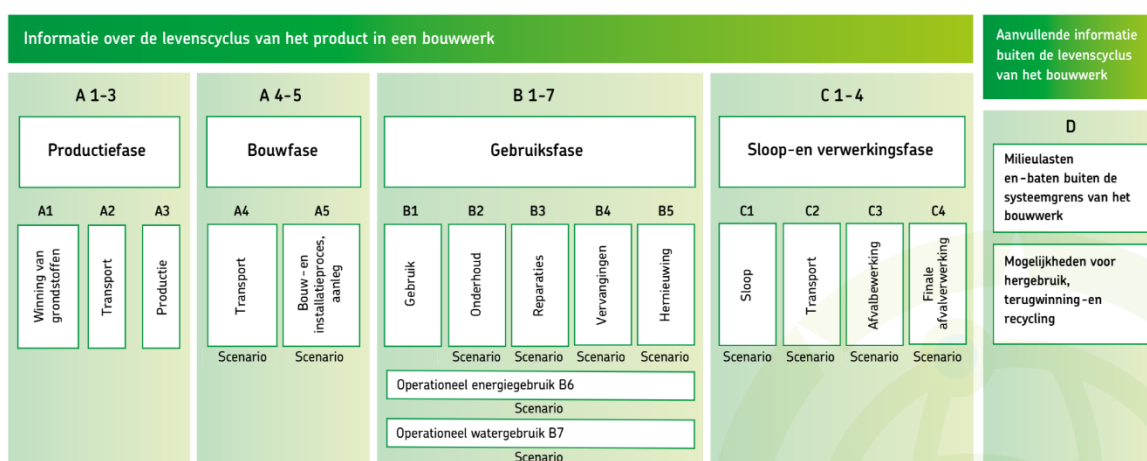 Informatie over de levenscyclus van het product in een bouwwerk
Aanvullende informatie
buiten de levenscyclus
van het bouwwerk
A 1-3
Productiefase
A1
Winning van
grondstoffen
A2
Transport
A3
Productie
A 4-5
Bouwfase
A4
Transport
Scenario
A5
Bouw- en
installatieproces,
aanleg
Scenario
B 1-7
Gebruiksfase
B1
Gebruik
B2
Onderhoud
Scenario
B3
Reparaties
Scenario
B4
Vervangingen
Scenario
B5
Hernieuwing
Scenario
Operationeel energiegebruik B6
Scenario
Operationeel watergebruik B7
Scenario
C 1-4
Sloop-en verwerkingsfase
C1
Sloop
Scenario
C2
Transport
Scenario
C3
Afvalbewerking
Scenario
C4
Finale
afvalverwerking
Scenario
D
Milieulasten
en-baten buiten de
systeemgrens van het
bouwwerk
Mogelijkheden voor
hergebruik,
terugwinning-en
recycling